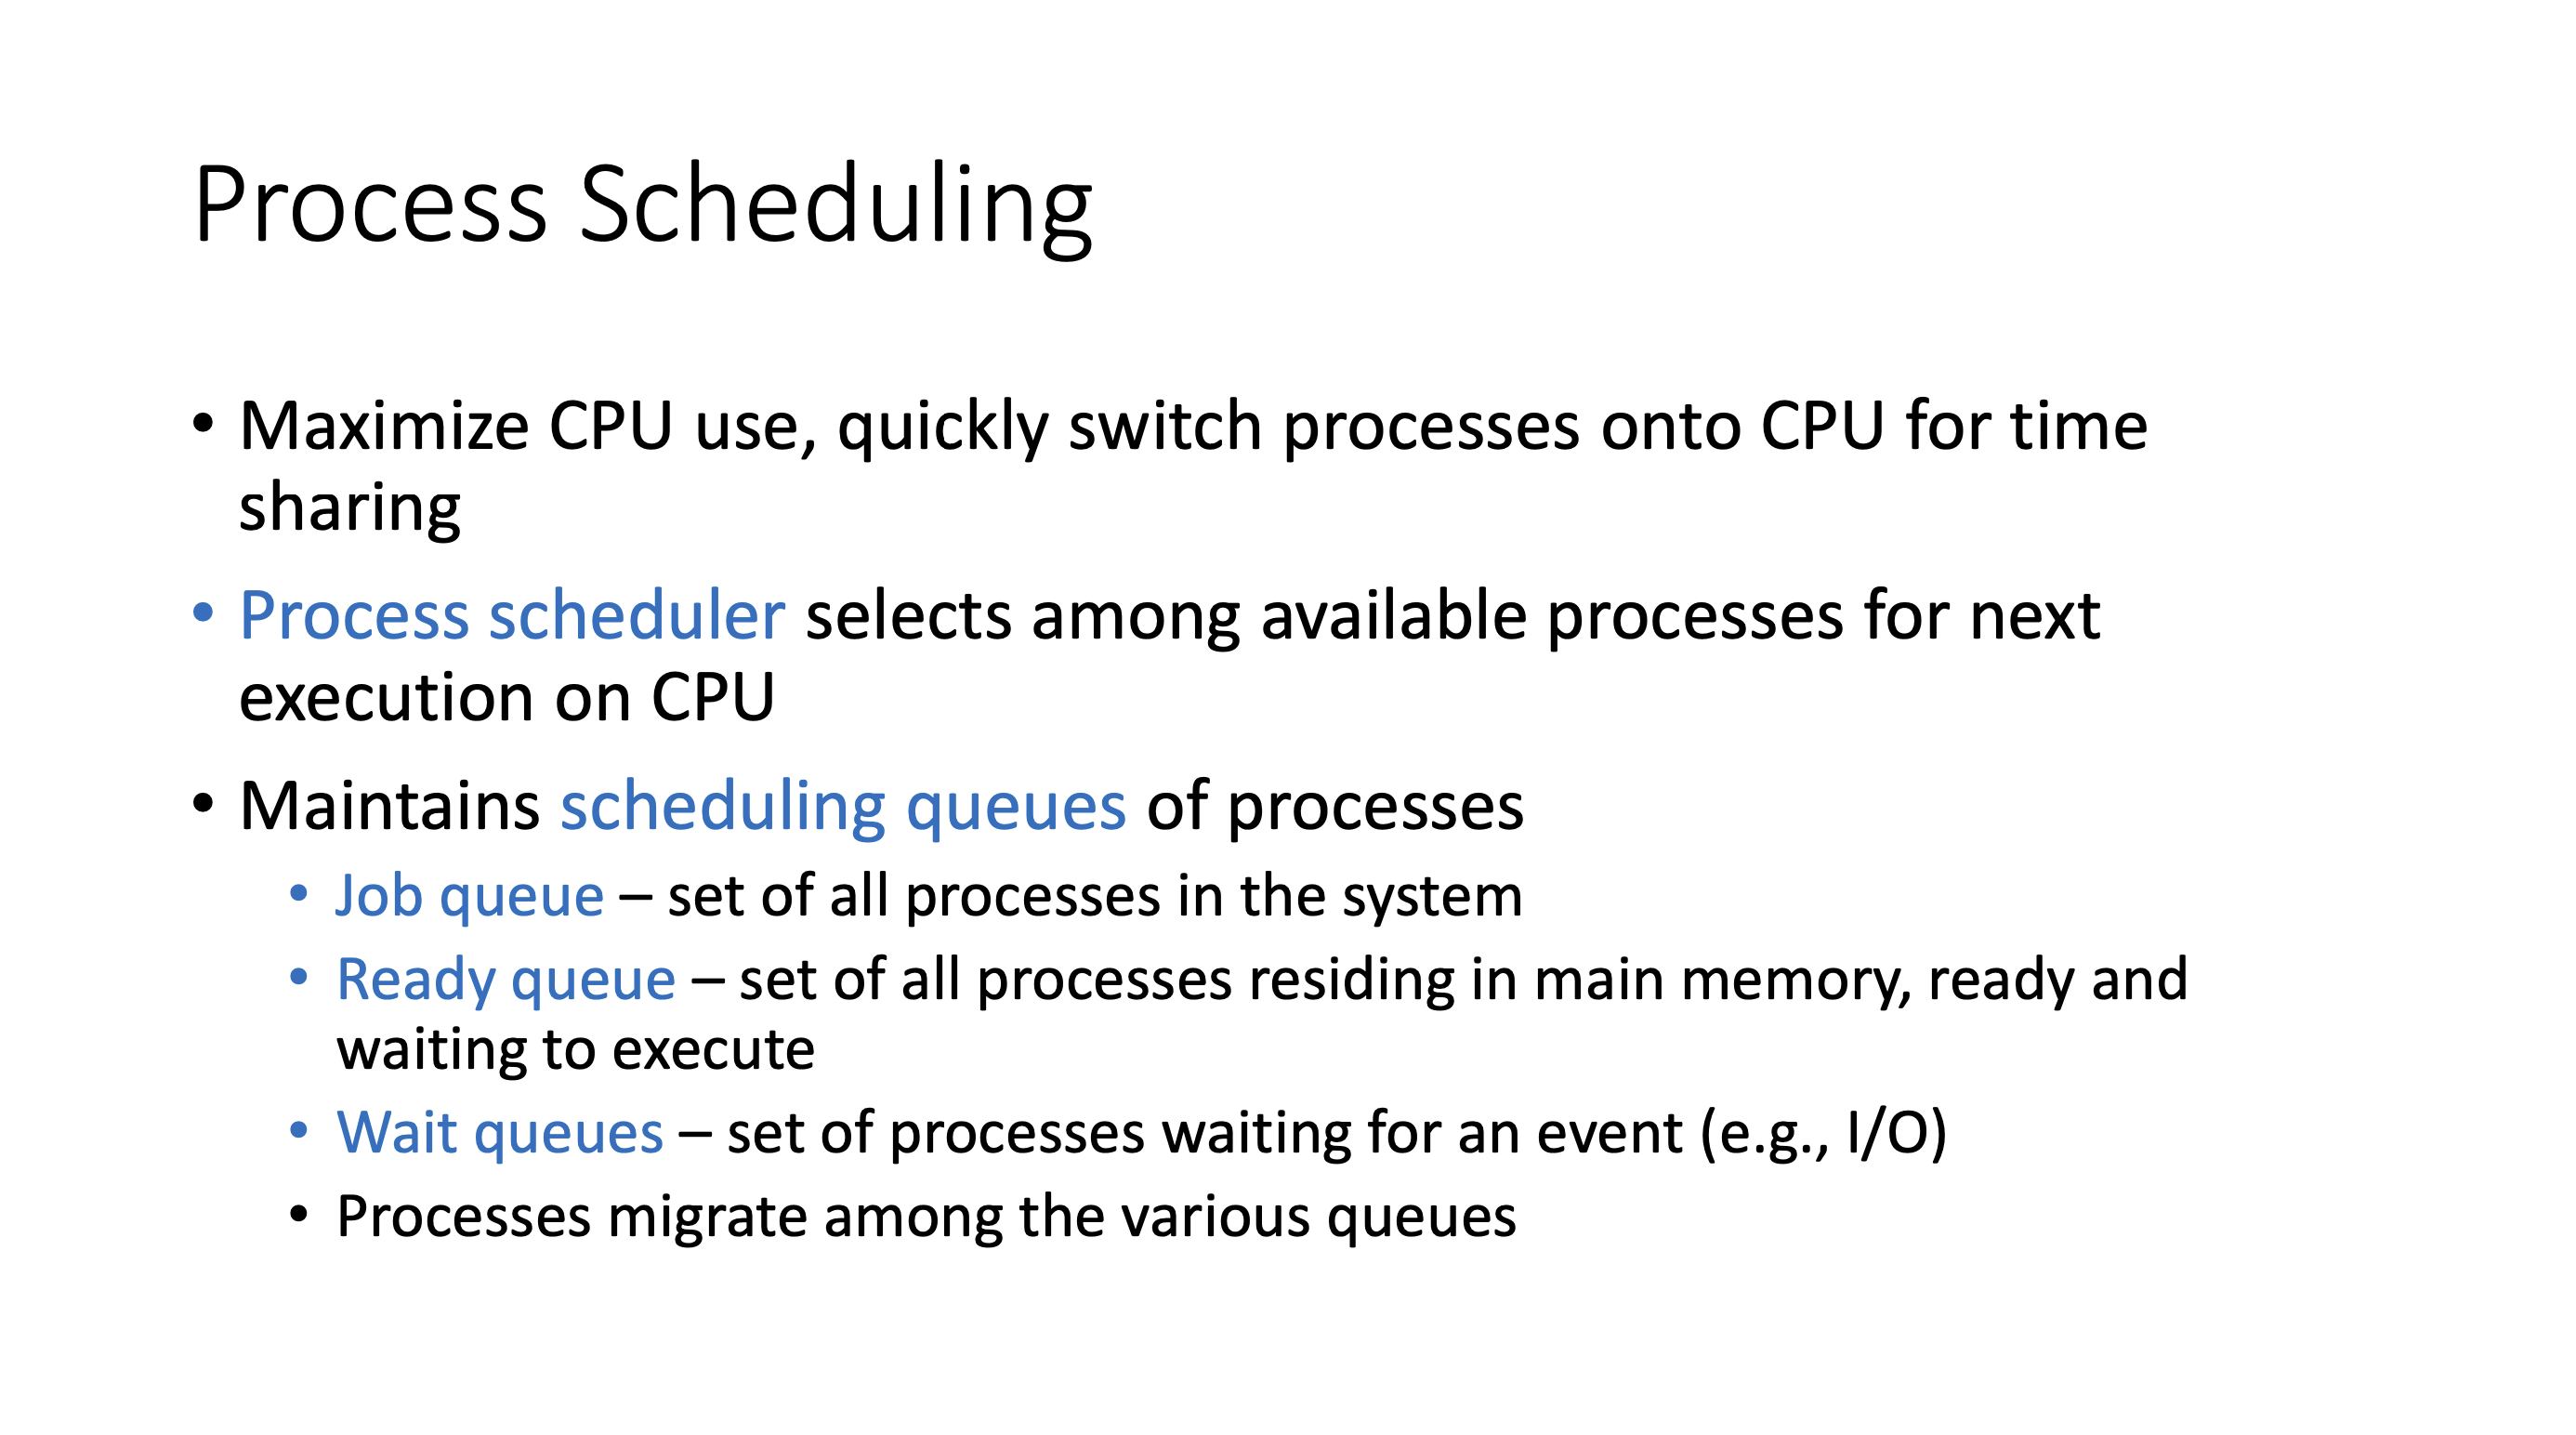 Process Scheduling
• Maximize CPU use, quickly switch processes onto CPU for time
sharing
• Process scheduler selects among available processes for next
execution on CPU
• Maintains scheduling queues of processes
• Job queue – set of all processes in the system
• Ready queue – set of all processes residing in main memory, ready and
waiting to execute
• Wait queues – set of processes waiting for an event (e.g., I/O)
• Processes migrate among the various queues